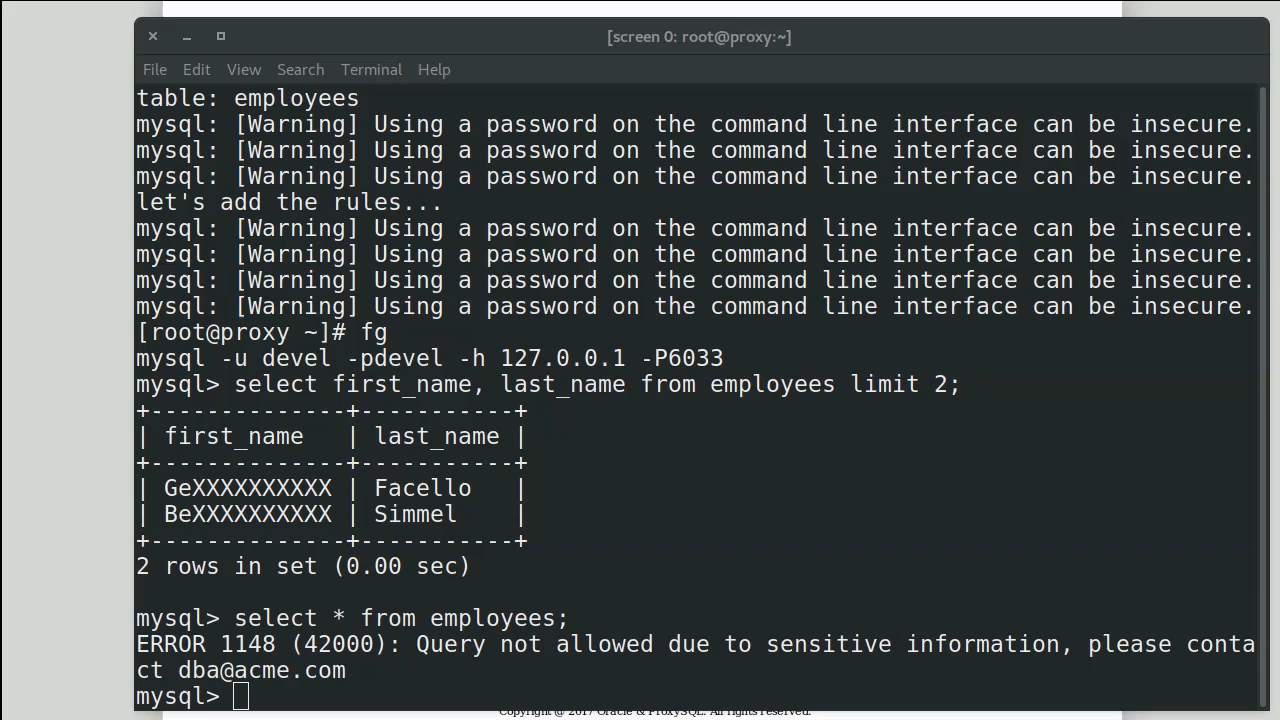 [screen 0: root@proxy:~]
File Edit View Search Terminal Help
table: employees
mysql: [Warning] Using a password on the command line interface can be insecure.
mysql: [Warning] Using a password on the command line interface can be insecure.
mysql: [Warning] Using a password on the command line interface can be insecure.
let's add the rules...
mysql: [Warning] Using a password on the command line interface can be insecure.
mysql: [Warning] Using a password on the command line interface can be insecure.
mysql: [Warning] Using a password on the command line interface can be insecure.
mysql: [Warning] Using a password on the command line interface can be insecure.
[root@proxy ~]# fg
mysql -u devel -pdevel -h 127.0.0.1 -P6033
mysql> select first_name, last_name from employees limit 2;
+--------------+-----------+
| first_name   | last_name |
+--------------+-----------+
| GeXXXXXXXXXX | Facello   |
| BeXXXXXXXXXX | Simmel    |
+--------------+-----------+
2 rows in set (0.00 sec)
mysql> select * from employees;
ERROR 1148 (42000): Query not allowed due to sensitive information, please conta
ct dba@acme.com
mysql>
Copyright @ 2017 Oracle & ProxySQL. All rights reserved.